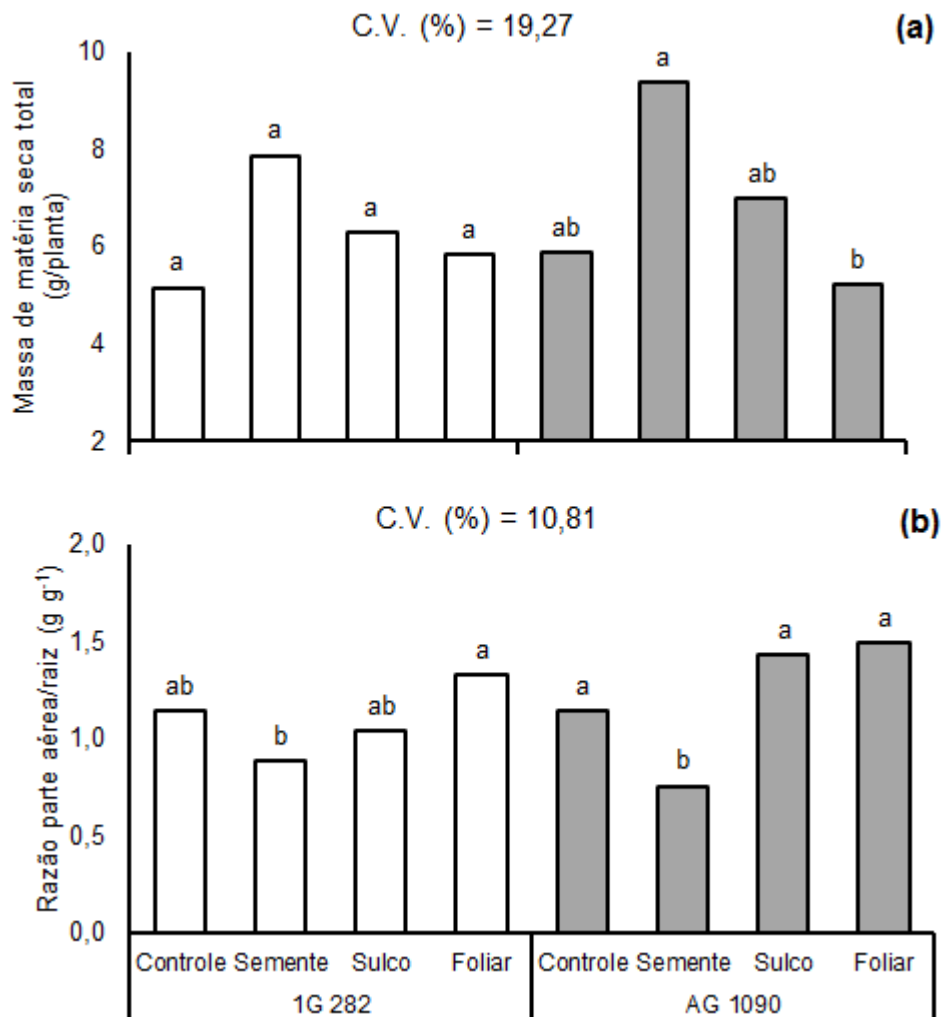 C.V. (%) = 19,27
(a)
Massa de matéria seca total
(g/planta)
10
8
6
4
2
a
a
a
a
ab
a
ab
b
C.V. (%) = 10,81
(b)
Razão parte aérea/raiz (g g⁻¹)
2,0
1,5
1,0
0,5
0,0
ab
b
ab
a
a
b
a
a
Controle Semente Sulco Foliar Controle Semente Sulco Foliar
1G 282 AG 1090